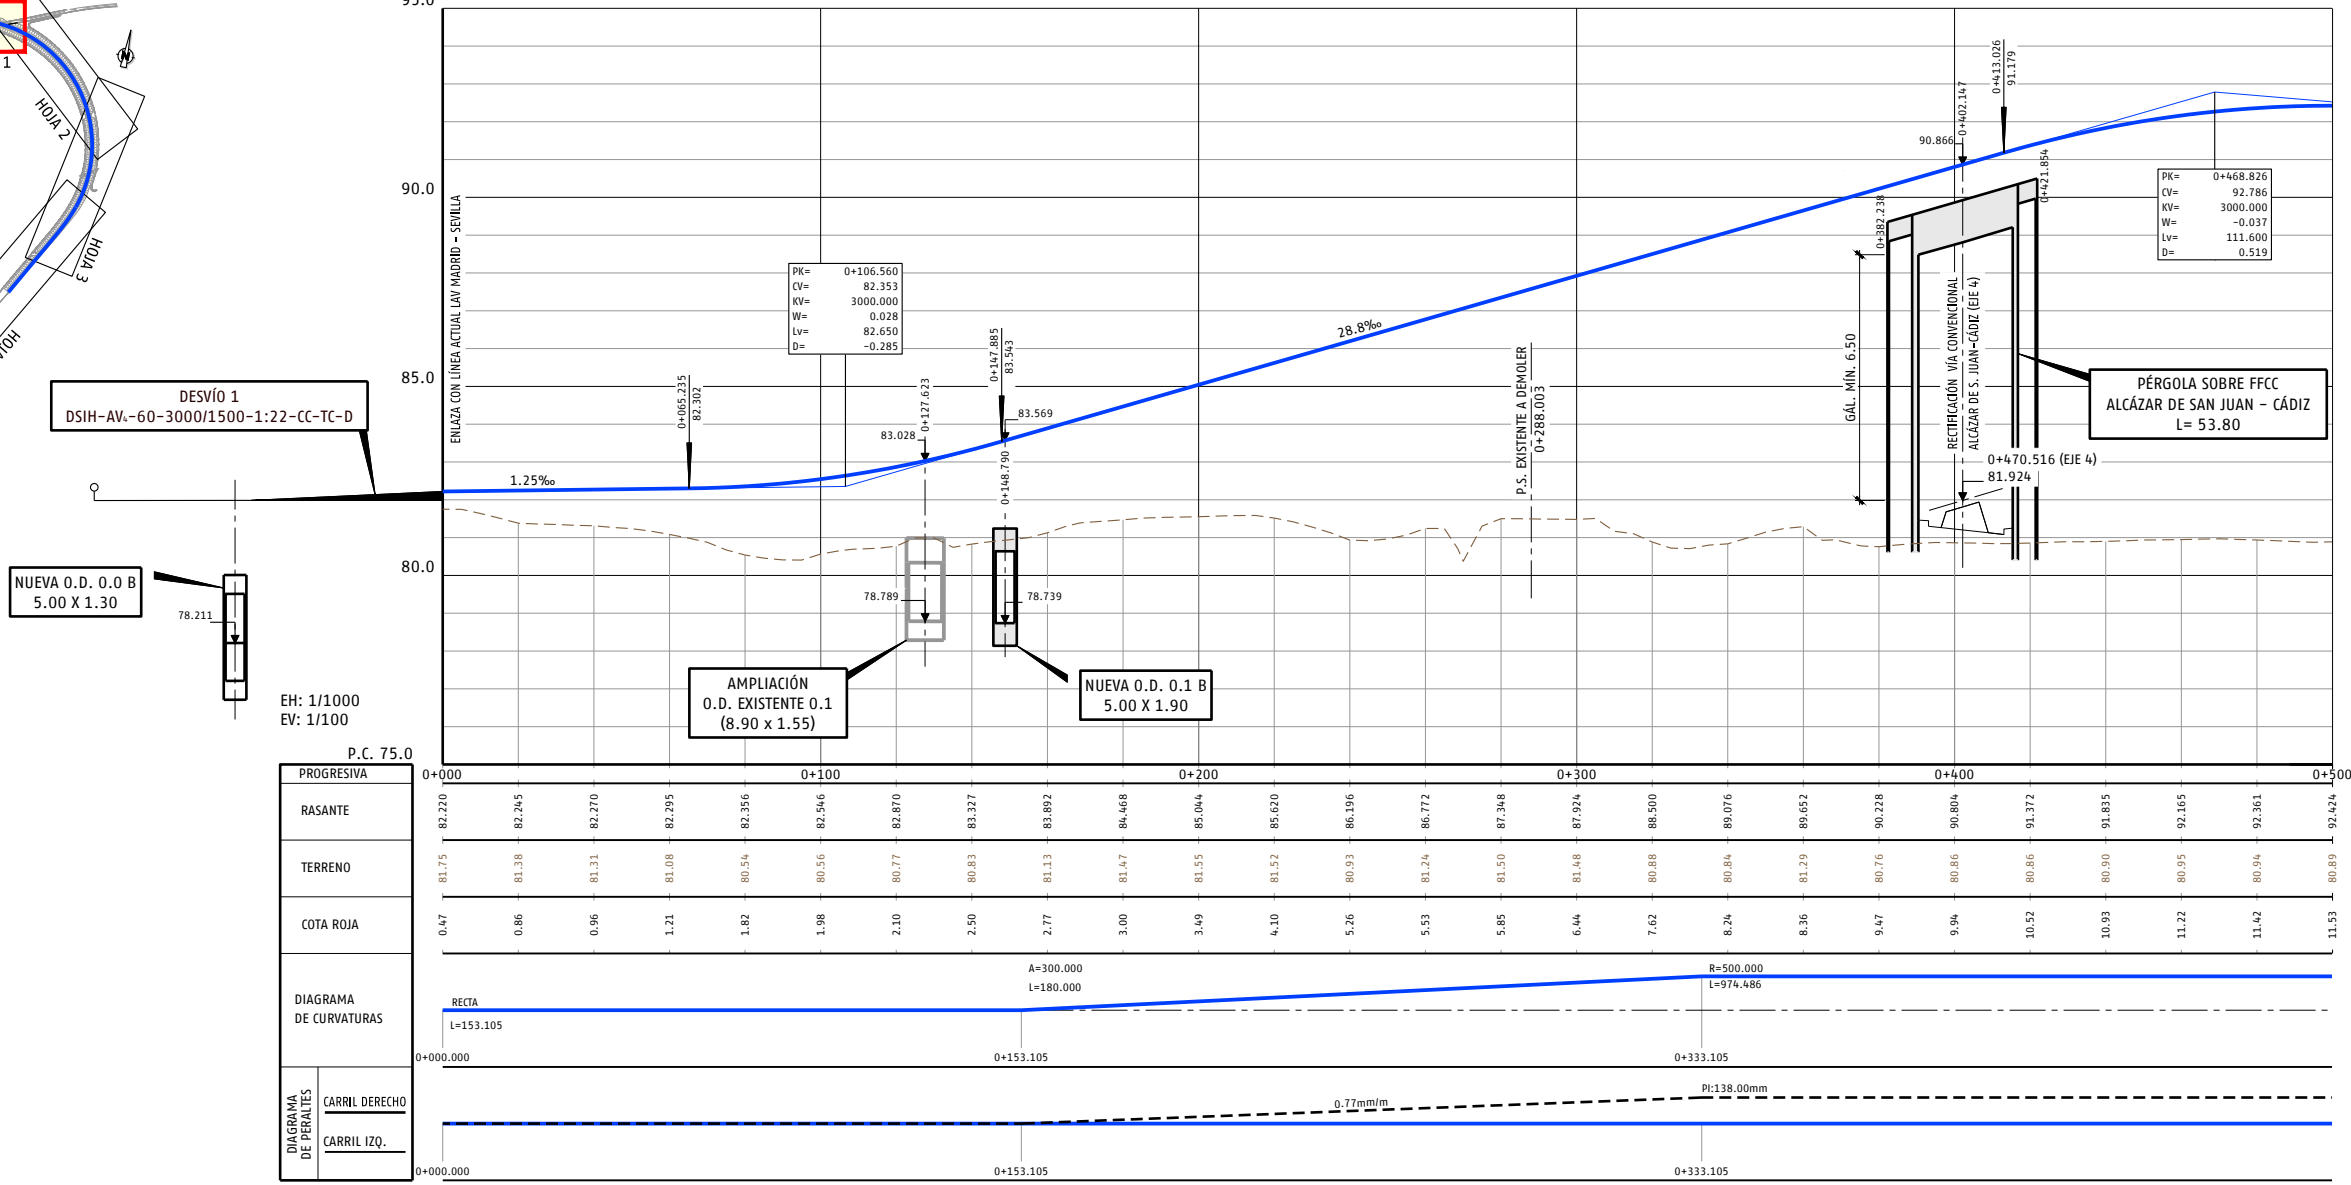 95.0
1
N
HOJA 2
HOJA 3
90.0
85.0
80.0
DESVÍO 1
DSIH-AV₄-60-3000/1500-1:22-CC-TC-D
NUEVA O.D. 0.0 B
5.00 X 1.30
78.211
EH: 1/1000
EV: 1/100
P.C. 75.0
ENLAZA CON LÍNEA ACTUAL LAV MADRID - SEVILLA
1.25‰
0+065.235
82.302
PK= 0+106.560
CV= 82.353
KV= 3000.000
W= 0.028
Lv= 82.650
D= -0.285
83.028
0+127.623
0+147.885
83.543
83.569
0+148.790
78.789
78.739
AMPLIACIÓN
O.D. EXISTENTE 0.1
(8.90 x 1.55)
NUEVA O.D. 0.1 B
5.00 X 1.90
28.8‰
P.S. EXISTENTE A DEMOLER
0+288.003
GÁL. MÍN. 6.50
0+382.238
90.866
0+402.147
0+413.026
91.179
0+421.854
RECTIFICACIÓN VÍA CONVENCIONAL
ALCÁZAR DE S. JUAN-CÁDIZ (EJE 4)
0+470.516 (EJE 4)
81.924
PK= 0+468.826
CV= 92.786
KV= 3000.000
W= -0.037
Lv= 111.600
D= 0.519
PÉRGOLA SOBRE FFCC
ALCÁZAR DE SAN JUAN - CÁDIZ
L= 53.80
PROGRESIVA 0+000 0+100 0+200 0+300 0+400 0+500
RASANTE 82.220 82.245 82.270 82.295 82.356 82.546 82.870 83.327 83.892 84.468 85.044 85.620 86.196 86.772 87.348 87.924 88.500 89.076 89.652 90.228 90.804 91.372 91.835 92.165 92.361 92.424
TERRENO 81.75 81.38 81.31 81.08 80.54 80.56 80.77 80.83 81.13 81.47 81.55 81.52 80.93 81.24 81.50 81.48 80.88 80.84 81.29 80.76 80.86 80.86 80.90 80.95 80.94 80.89
COTA ROJA 0.47 0.86 0.96 1.21 1.82 1.98 2.10 2.50 2.77 3.00 3.49 4.10 5.26 5.53 5.85 6.44 7.62 8.24 8.36 9.47 9.94 10.52 10.93 11.22 11.42 11.53
DIAGRAMA
DE CURVATURAS
RECTA
L=153.105
A=300.000
L=180.000
R=500.000
L=974.486
0+000.000 0+153.105 0+333.105
DIAGRAMA
DE PERALTES
CARRIL DERECHO
CARRIL IZQ.
0.77mm/m
PI:138.00mm
0+000.000 0+153.105 0+333.105